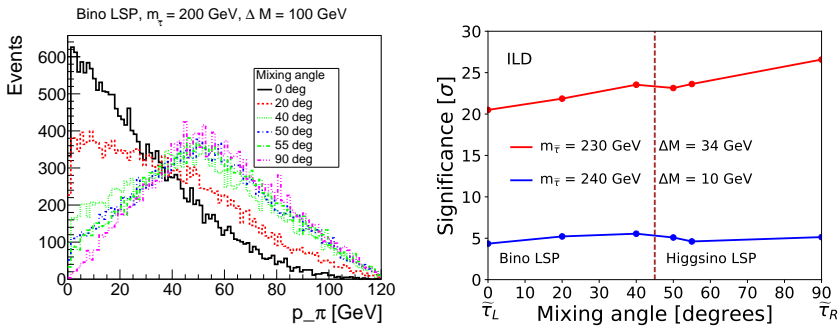 Bino LSP, m_τ̃ = 200 GeV, Δ M = 100 GeV
Events
600
500
400
300
200
100
0
Mixing angle
0 deg
20 deg
40 deg
50 deg
55 deg
90 deg
0 20 40 60 80 100 120
p_π [GeV]
Significance [σ]
30
25
20
15
10
5
0
ILD
m_τ̃ = 230 GeV ΔM = 34 GeV
m_τ̃ = 240 GeV ΔM = 10 GeV
Bino LSP Higgsino LSP
0 10 20 30 40 50 60 70 80 90
τ̃_L Mixing angle [degrees] τ̃_R